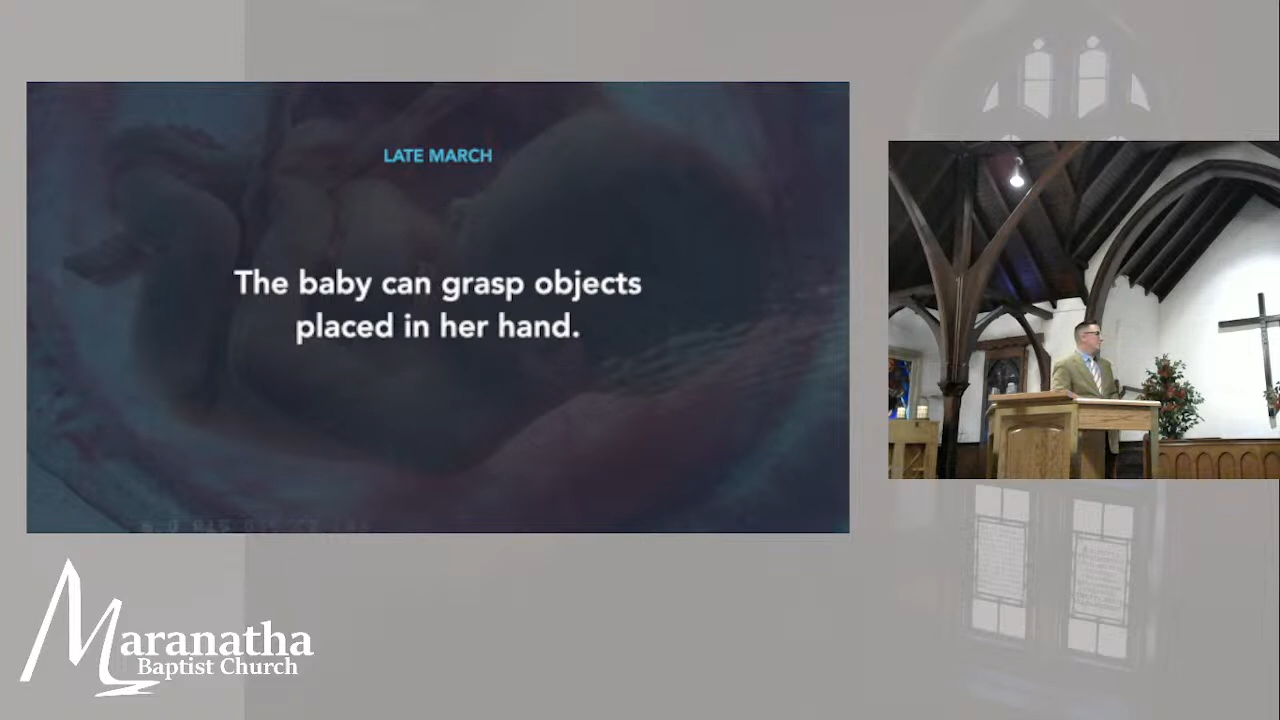 LATE MARCH
The baby can grasp objects
placed in her hand.
Maranatha
Baptist Church